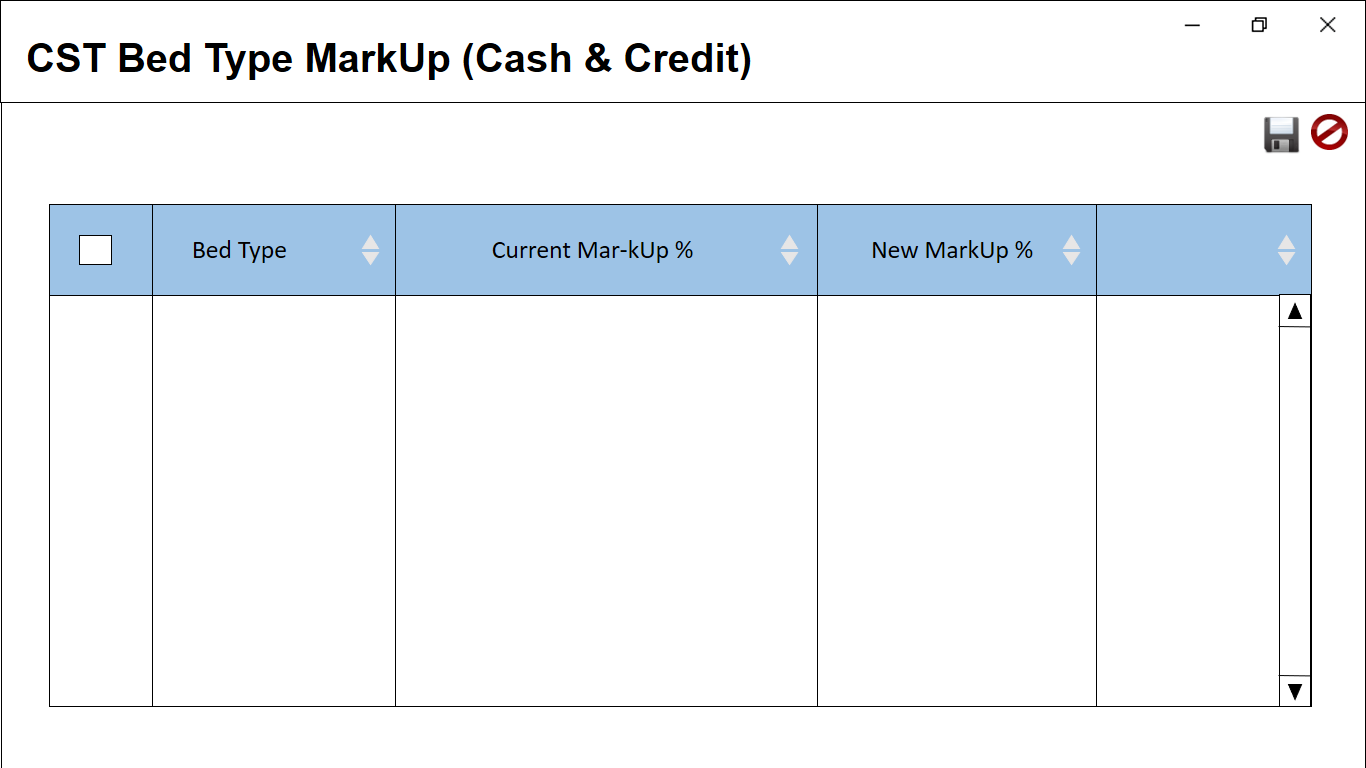 CST Bed Type MarkUp (Cash & Credit)
Bed Type
Current Mar-kUp %
New MarkUp %